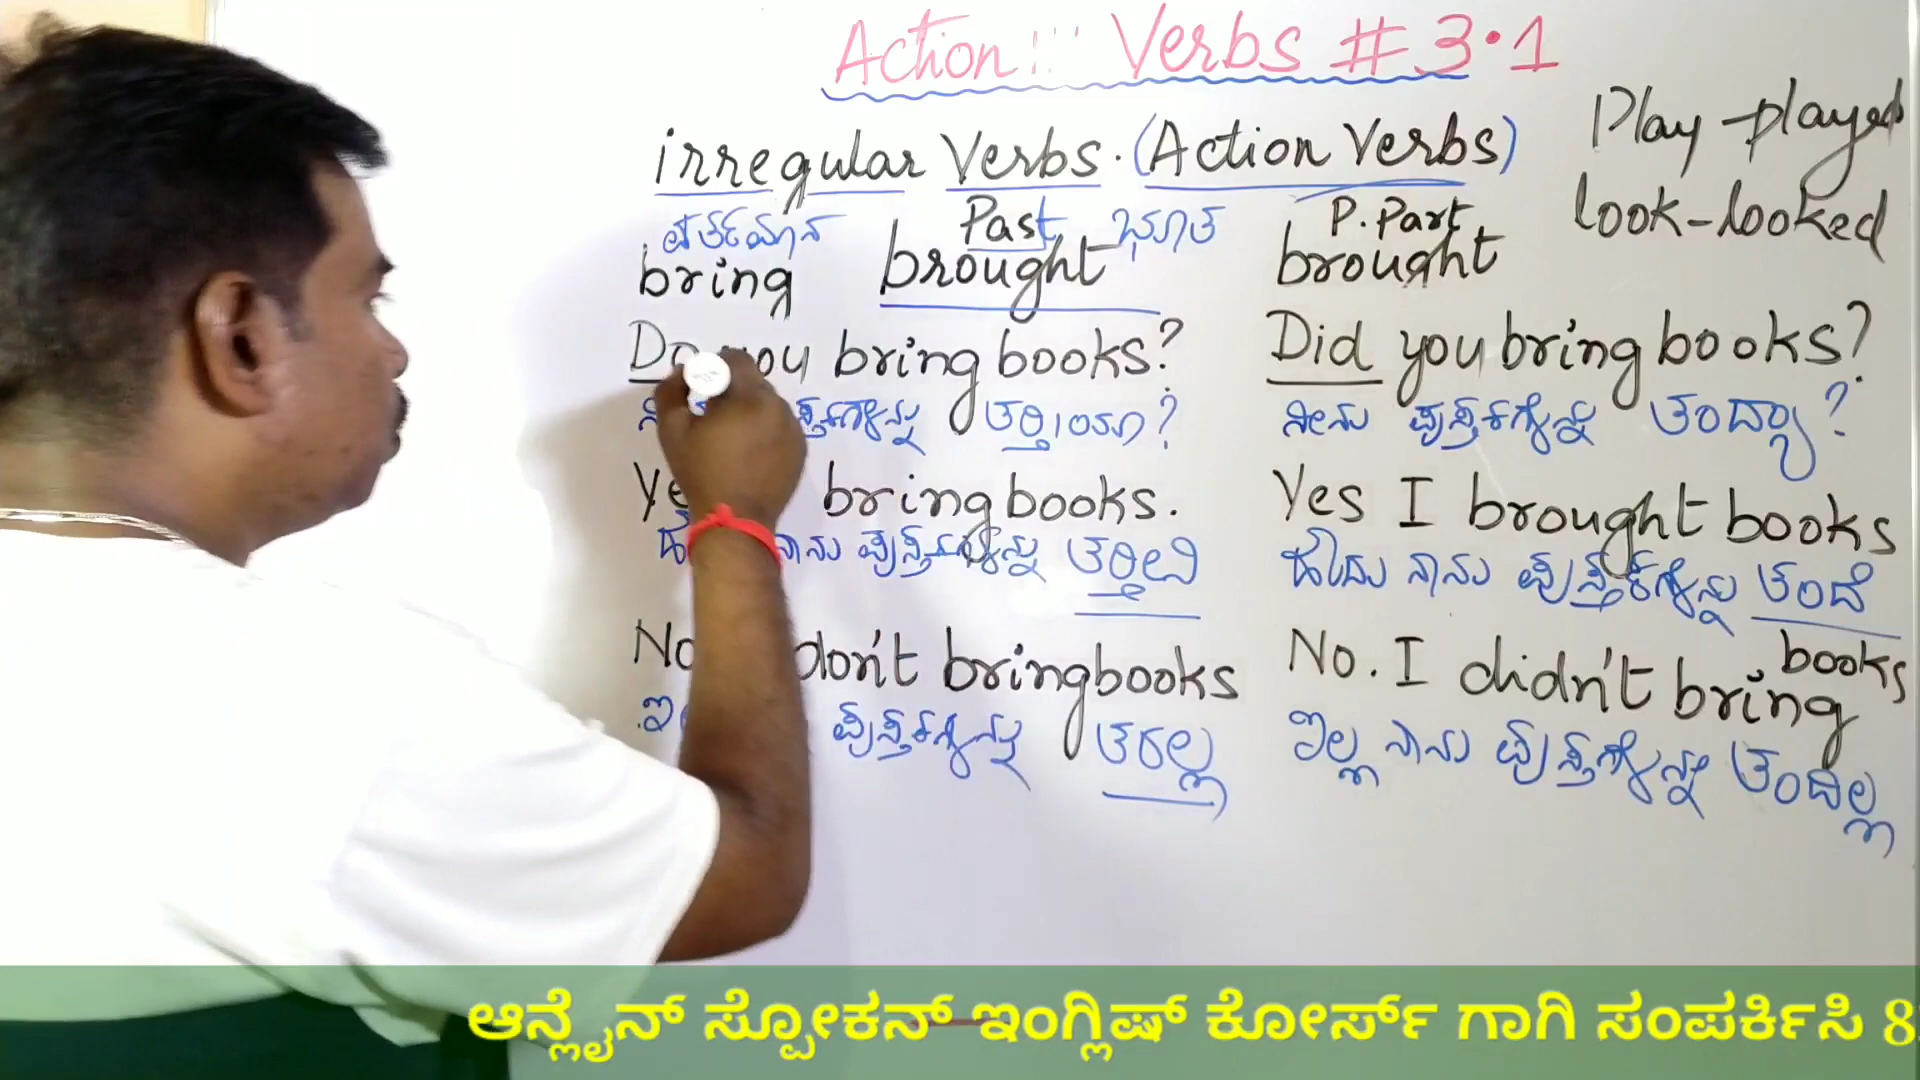 Action Verbs # 3.1
irregular Verbs. (Action Verbs)
Play - played
look - looked
ವರ್ತಮಾನ Past ಭೂತ P. Part.
bring brought brought
Do you bring books?
ಪುಸ್ತಕಗಳನ್ನು ತರ್ತಿಯಾ?
bring books.
ನಾನು ಪುಸ್ತಕಗಳನ್ನು ತರ್ತೀನಿ
No don't bring books
ಪುಸ್ತಕಗಳನ್ನು ತರಲ್ಲ
Did you bring books?
ನೀನು ಪುಸ್ತಕಗಳನ್ನು ತಂದ್ಯಾ?
Yes I brought books
ಹೌದು ನಾನು ಪುಸ್ತಕಗಳನ್ನು ತಂದೆ
No. I didn't bring books
ಇಲ್ಲ ನಾನು ಪುಸ್ತಕಗಳನ್ನು ತಂದಿಲ್ಲ
ಆನ್ಲೈನ್ ಸ್ಪೋಕನ್ ಇಂಗ್ಲಿಷ್ ಕೋರ್ಸ್ ಗಾಗಿ ಸಂಪರ್ಕಿಸಿ 8